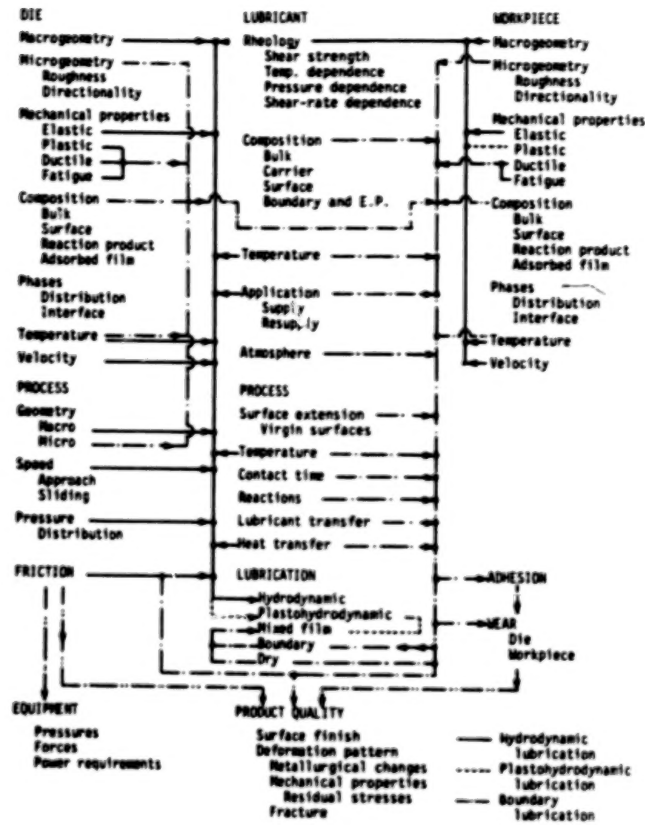 DIE
Macrogeometry
Microgeometry
Roughness
Directionality
Mechanical properties
Elastic
Plastic
Ductile
Fatigue
Composition
Bulk
Surface
Reaction product
Adsorbed film
Phases
Distribution
Interface
Temperature
Velocity
PROCESS
Geometry
Macro
Micro
Speed
Approach
Sliding
Pressure
Distribution
FRICTION
EQUIPMENT
Pressures
Forces
Power requirements
LUBRICANT
Rheology
Shear strength
Temp. dependence
Pressure dependence
Shear-rate dependence
Composition
Bulk
Carrier
Surface
Boundary and E.P.
Temperature
Application
Supply
Resupply
Atmosphere
PROCESS
Surface extension
Virgin surfaces
Temperature
Contact time
Reactions
Lubricant transfer
Heat transfer
LUBRICATION
Hydrodynamic
Plastohydrodynamic
Mixed film
Boundary
Dry
PRODUCT QUALITY
Surface finish
Deformation pattern
Metallurgical changes
Mechanical properties
Residual stresses
Fracture
WORKPIECE
Macrogeometry
Microgeometry
Roughness
Directionality
Mechanical properties
Elastic
Plastic
Ductile
Fatigue
Composition
Bulk
Surface
Reaction product
Adsorbed film
Phases
Distribution
Interface
Temperature
Velocity
ADHESION
WEAR
Die
Workpiece
Hydrodynamic
lubrication
Plastohydrodynamic
lubrication
Boundary
lubrication